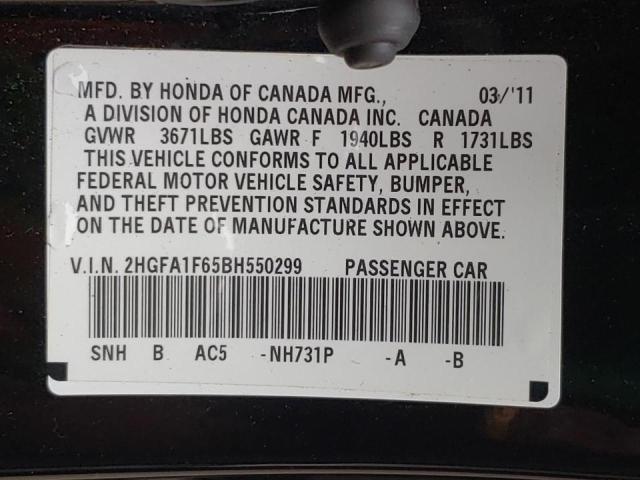 MFD. BY HONDA OF CANADA MFG., 03/'11
A DIVISION OF HONDA CANADA INC. CANADA
GVWR 3671LBS GAWR F 1940LBS R 1731LBS
THIS VEHICLE CONFORMS TO ALL APPLICABLE
FEDERAL MOTOR VEHICLE SAFETY, BUMPER,
AND THEFT PREVENTION STANDARDS IN EFFECT
ON THE DATE OF MANUFACTURE SHOWN ABOVE.
V.I.N. 2HGFA1F65BH550299 PASSENGER CAR
SNH B AC5 -NH731P -A -B